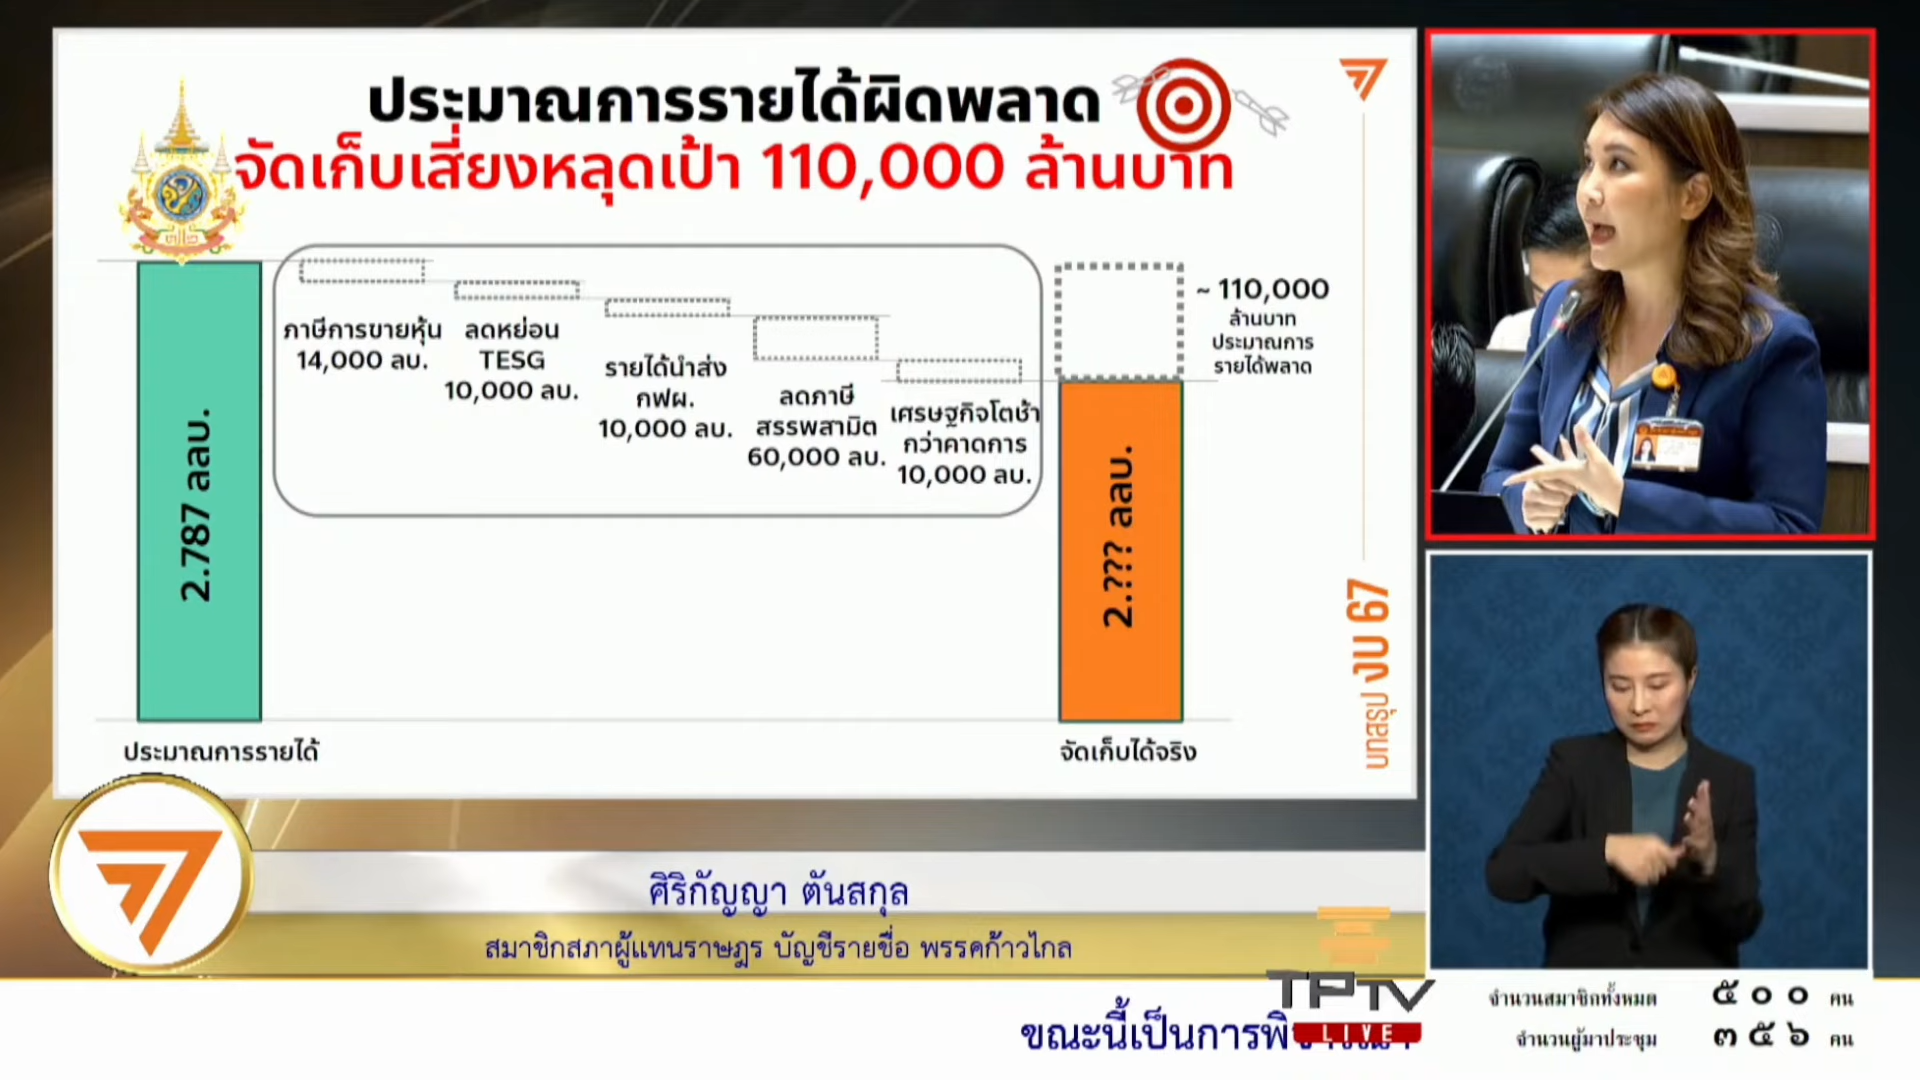 ประมาณการรายได้ผิดพลาด
จัดเก็บเสี่ยงหลุดเป้า 110,000 ล้านบาท
2.787 ลลบ.
ภาษีการขายหุ้น
14,000 ลบ.
ลดหย่อน
TESG
10,000 ลบ.
รายได้นำส่ง
กฟผ.
10,000 ลบ.
ลดภาษี
สรรพสามิต
60,000 ลบ.
เศรษฐกิจโตช้า
กว่าคาดการ
10,000 ลบ.
2.??? ลลบ.
~ 110,000
ล้านบาท
ประมาณการ
รายได้พลาด
ประมาณการรายได้
จัดเก็บได้จริง
บทสรุป งบ 67
ศิริกัญญา ตันสกุล
สมาชิกสภาผู้แทนราษฎร บัญชีรายชื่อ พรรคก้าวไกล
TPTV
LIVE
ขณะนี้เป็นการ
จำนวนสมาชิกทั้งหมด ๕๐๐ คน
จำนวนผู้มาประชุม ๓๕๖ คน